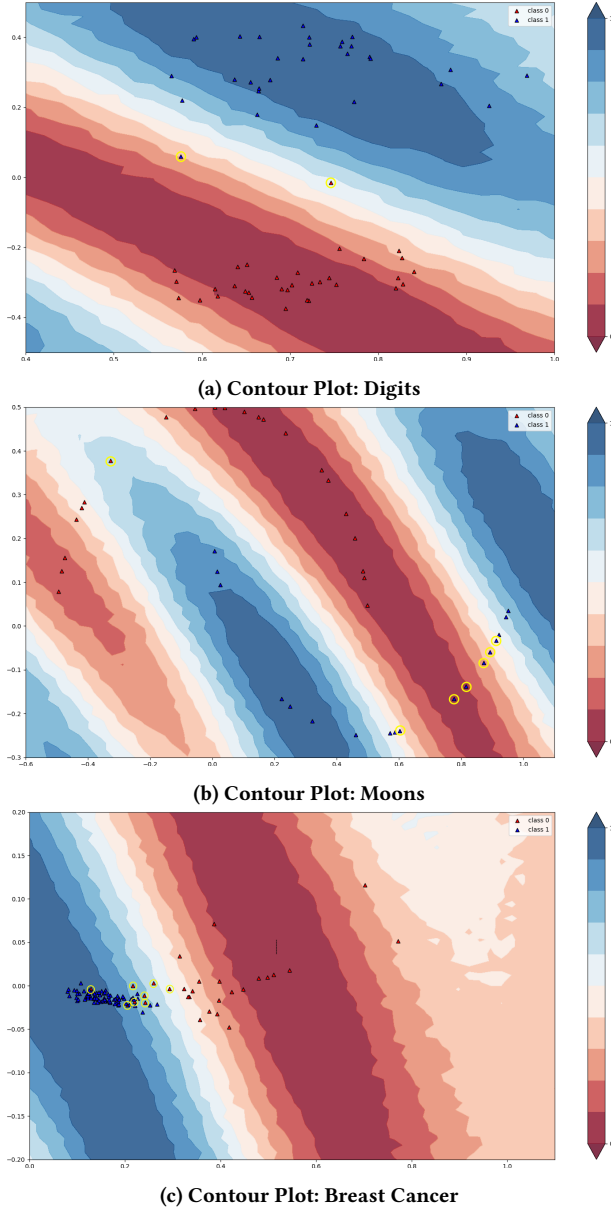 class 0
class 1
0.4
0.2
0.0
−0.2
−0.4
0.4 0.5 0.6 0.7 0.8 0.9 1.0
(a) Contour Plot: Digits
class 0
class 1
0.5
0.4
0.3
0.2
0.1
0.0
−0.1
−0.2
−0.3
−0.6 −0.4 −0.2 0.0 0.2 0.4 0.6 0.8 1.0
(b) Contour Plot: Moons
class 0
class 1
0.20
0.15
0.10
0.05
0.00
−0.05
−0.10
−0.15
−0.20
0.0 0.2 0.4 0.6 0.8 1.0
(c) Contour Plot: Breast Cancer